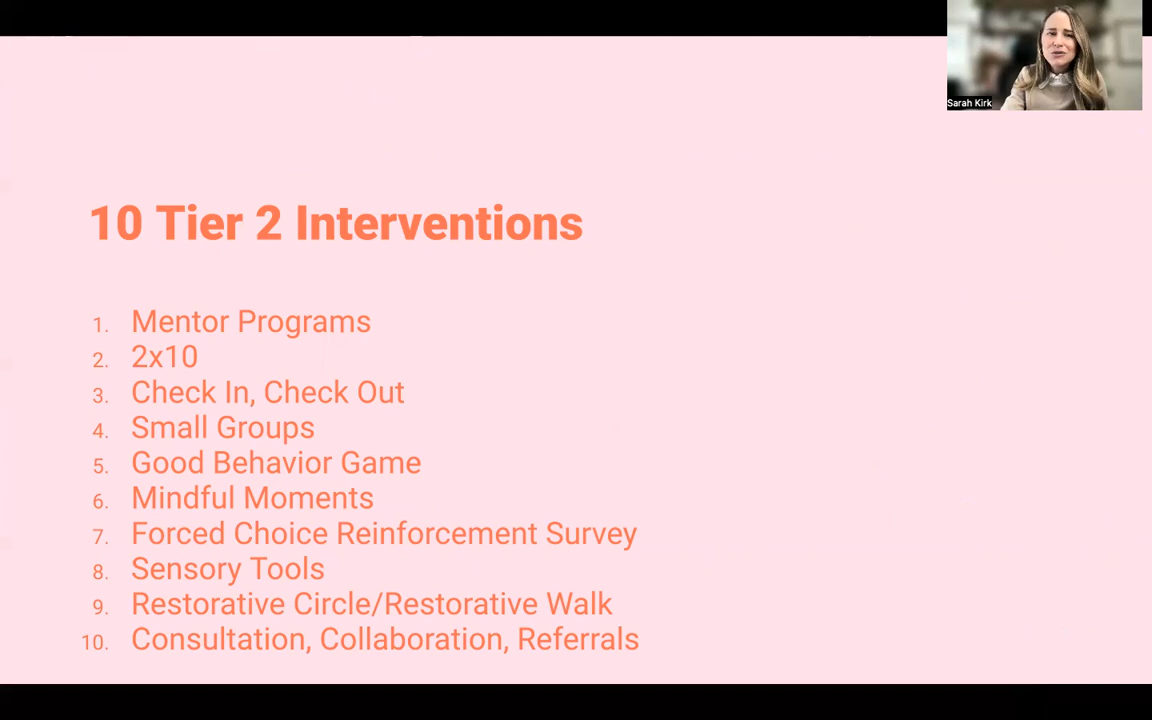 Sarah Kirk
10 Tier 2 Interventions
1. Mentor Programs
2. 2x10
3. Check In, Check Out
4. Small Groups
5. Good Behavior Game
6. Mindful Moments
7. Forced Choice Reinforcement Survey
8. Sensory Tools
9. Restorative Circle/Restorative Walk
10. Consultation, Collaboration, Referrals